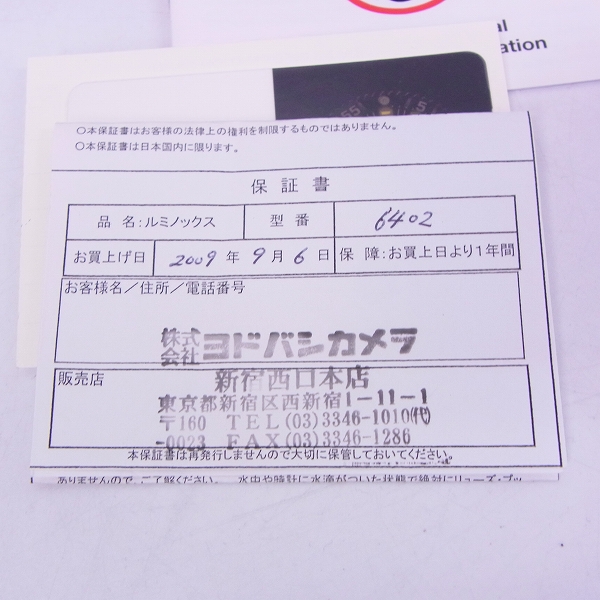 al
ation
55
5
○本保証書はお客様の法律上の権利を制限するものではありません。
○本保証書は日本国内に限ります。
保証書
品 名:ルミノックス 型 番 6402
お買上げ日 2009 年 9 月 6 日 保 障:お買上日より1年間
お客様名/住所/電話番号
株式会社 ヨドバシカメラ
販売店 新宿西口本店
東京都新宿区西新宿1-11-1
〒160 TEL(03)3346-1010(代)
-0023 FAX(03)3346-1286
本保証書は再発行しませんので大切に保管しておいてください。
ありませんので、ご了解ください。 水中や時計に水滴がついた状態で絶対にリューズ・プッ